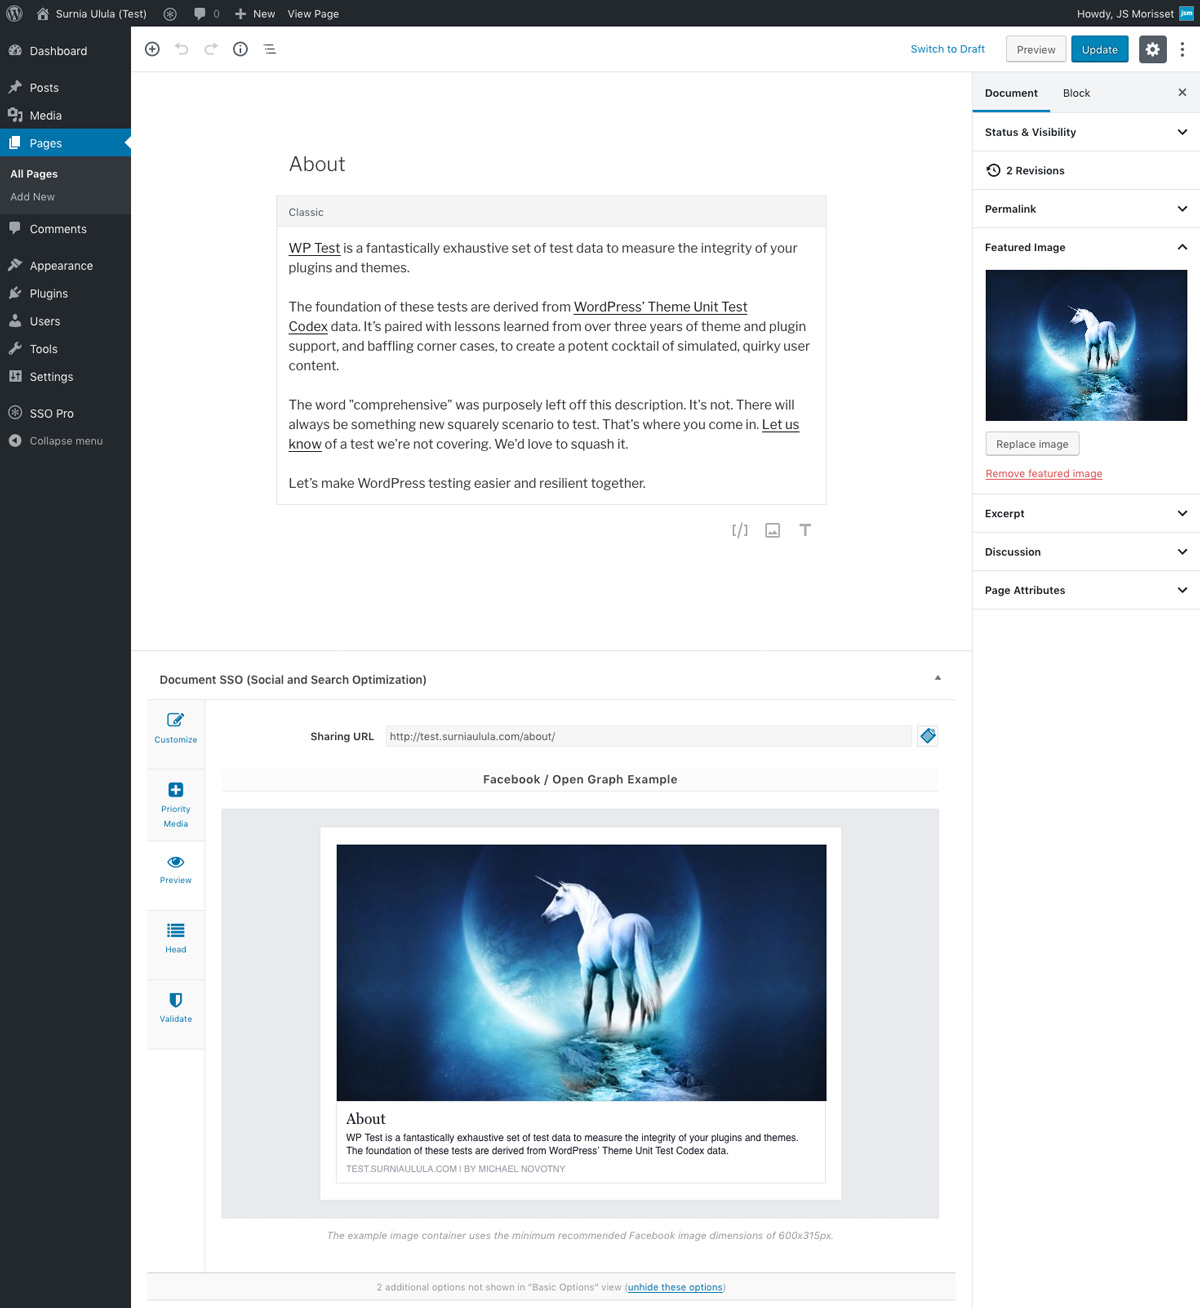 Surnia Ulula (Test) 0 New View Page Howdy, JS Morisset jsm
Dashboard
Posts
Media
Pages
All Pages
Add New
Comments
Appearance
Plugins
Users
Tools
Settings
SSO Pro
Collapse menu
Switch to Draft Preview Update
About
Classic
WP Test is a fantastically exhaustive set of test data to measure the integrity of your
plugins and themes.
The foundation of these tests are derived from WordPress’ Theme Unit Test
Codex data. It’s paired with lessons learned from over three years of theme and plugin
support, and baffling corner cases, to create a potent cocktail of simulated, quirky user
content.
The word "comprehensive" was purposely left off this description. It's not. There will
always be something new squarely scenario to test. That’s where you come in. Let us
know of a test we’re not covering. We’d love to squash it.
Let’s make WordPress testing easier and resilient together.
Document Block
Status & Visibility
2 Revisions
Permalink
Featured Image
Replace image
Remove featured image
Excerpt
Discussion
Page Attributes
Document SSO (Social and Search Optimization)
Customize
Priority
Media
Preview
Head
Validate
Sharing URL http://test.surniaulula.com/about/
Facebook / Open Graph Example
About
WP Test is a fantastically exhaustive set of test data to measure the integrity of your plugins and themes.
The foundation of these tests are derived from WordPress’ Theme Unit Test Codex data.
TEST.SURNIAULULA.COM | BY MICHAEL NOVOTNY
The example image container uses the minimum recommended Facebook image dimensions of 600x315px.
2 additional options not shown in "Basic Options" view (unhide these options)